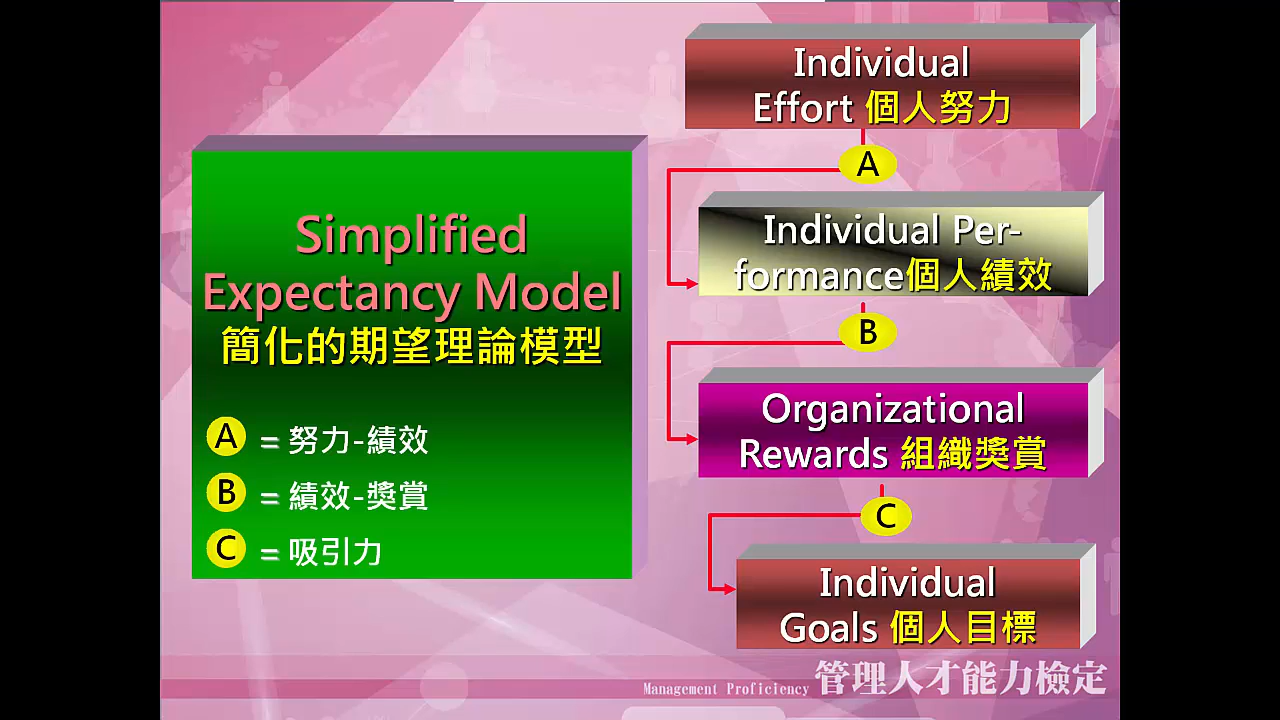 Simplified
Expectancy Model
簡化的期望理論模型
A = 努力-績效
B = 績效-獎賞
C = 吸引力
Individual
Effort 個人努力
A
Individual Per-
formance個人績效
B
Organizational
Rewards 組織獎賞
C
Individual
Goals 個人目標
Management Proficiency 管理人才能力檢定